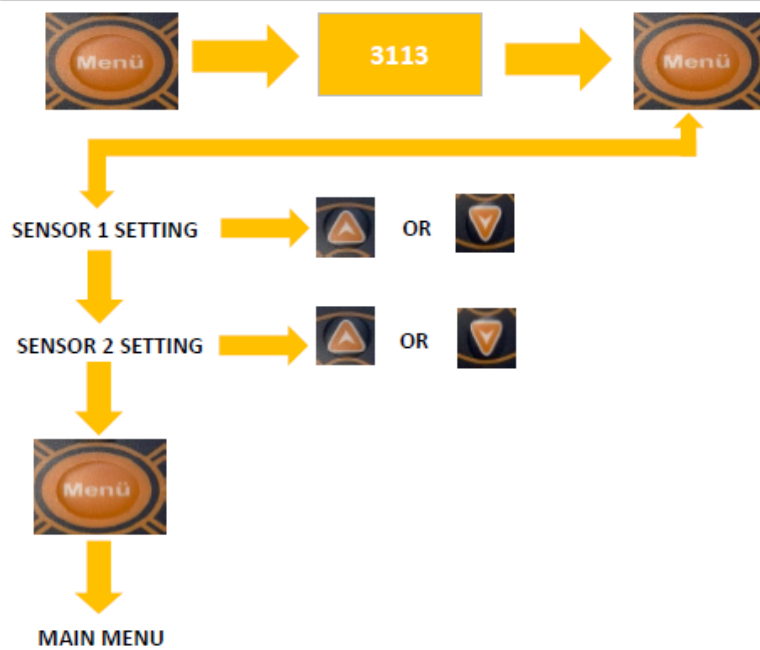 Menü
3113
Menü
SENSOR 1 SETTING
OR
SENSOR 2 SETTING
OR
Menü
MAIN MENU